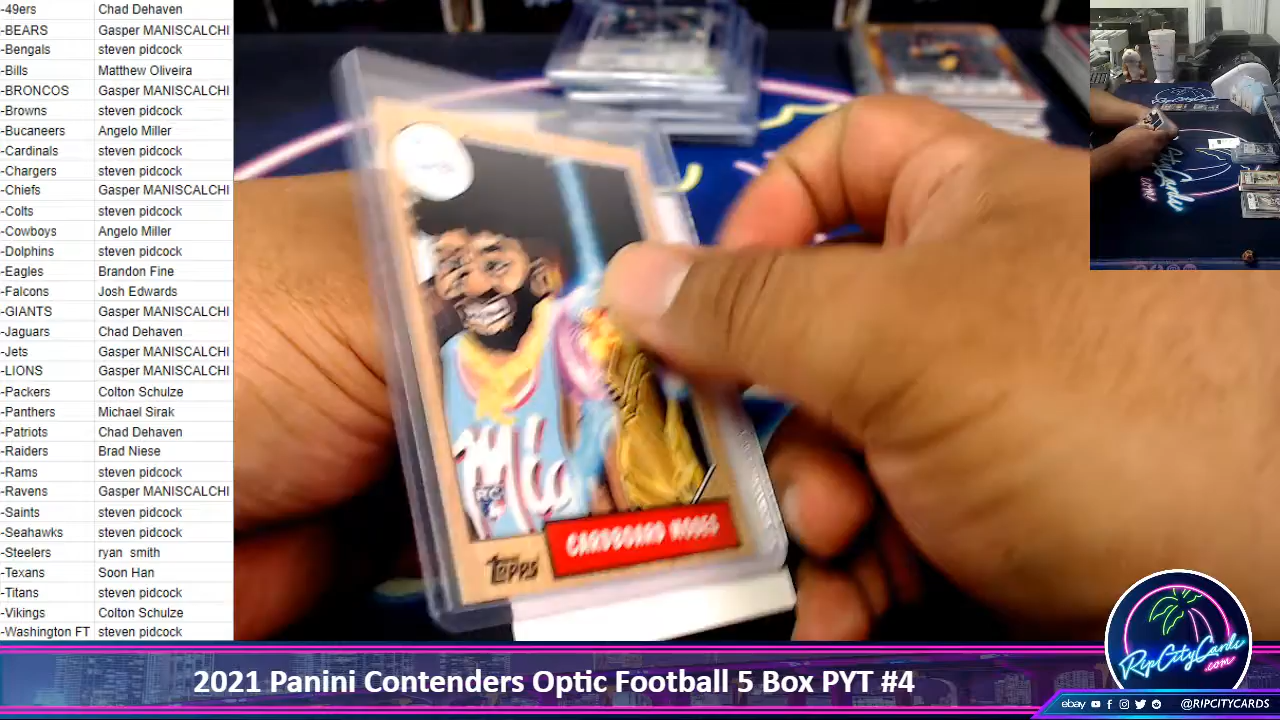 -49ers Chad Dehaven
-BEARS Gasper MANISCALCHI
-Bengals steven pidcock
-Bills Matthew Oliveira
-BRONCOS Gasper MANISCALCHI
-Browns steven pidcock
-Bucaneers Angelo Miller
-Cardinals steven pidcock
-Chargers steven pidcock
-Chiefs Gasper MANISCALCHI
-Colts steven pidcock
-Cowboys Angelo Miller
-Dolphins steven pidcock
-Eagles Brandon Fine
-Falcons Josh Edwards
-GIANTS Gasper MANISCALCHI
-Jaguars Chad Dehaven
-Jets Gasper MANISCALCHI
-LIONS Gasper MANISCALCHI
-Packers Colton Schulze
-Panthers Michael Sirak
-Patriots Chad Dehaven
-Raiders Brad Niese
-Rams steven pidcock
-Ravens Gasper MANISCALCHI
-Saints steven pidcock
-Seahawks steven pidcock
-Steelers ryan smith
-Texans Soon Han
-Titans steven pidcock
-Vikings Colton Schulze
-Washington FT steven pidcock
RC
CARDBOARD MOSES
TOPPS
2021 Panini Contenders Optic Football 5 Box PYT #4
RipCityCards
.com
ebay
@RIPCITYCARDS